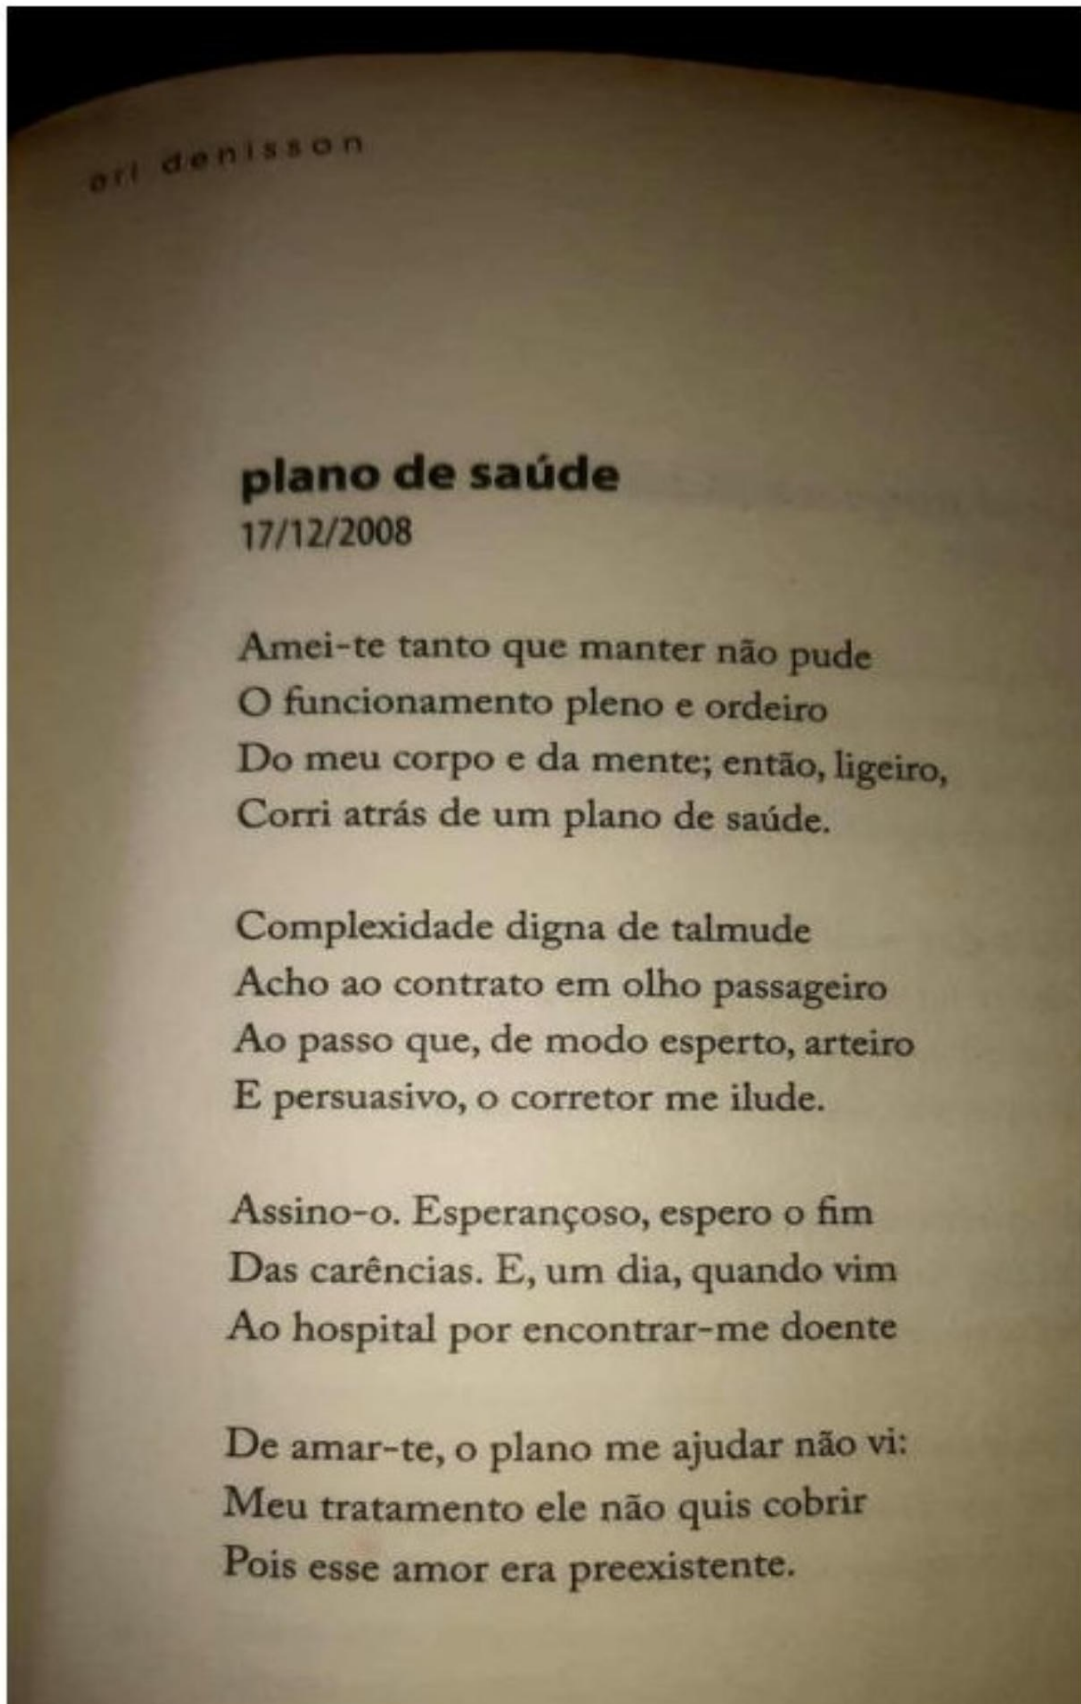 ari denisson
plano de saúde
17/12/2008
Amei-te tanto que manter não pude
O funcionamento pleno e ordeiro
Do meu corpo e da mente; então, ligeiro,
Corri atrás de um plano de saúde.
Complexidade digna de talmude
Acho ao contrato em olho passageiro
Ao passo que, de modo esperto, arteiro
E persuasivo, o corretor me ilude.
Assino-o. Esperançoso, espero o fim
Das carências. E, um dia, quando vim
Ao hospital por encontrar-me doente
De amar-te, o plano me ajudar não vi:
Meu tratamento ele não quis cobrir
Pois esse amor era preexistente.